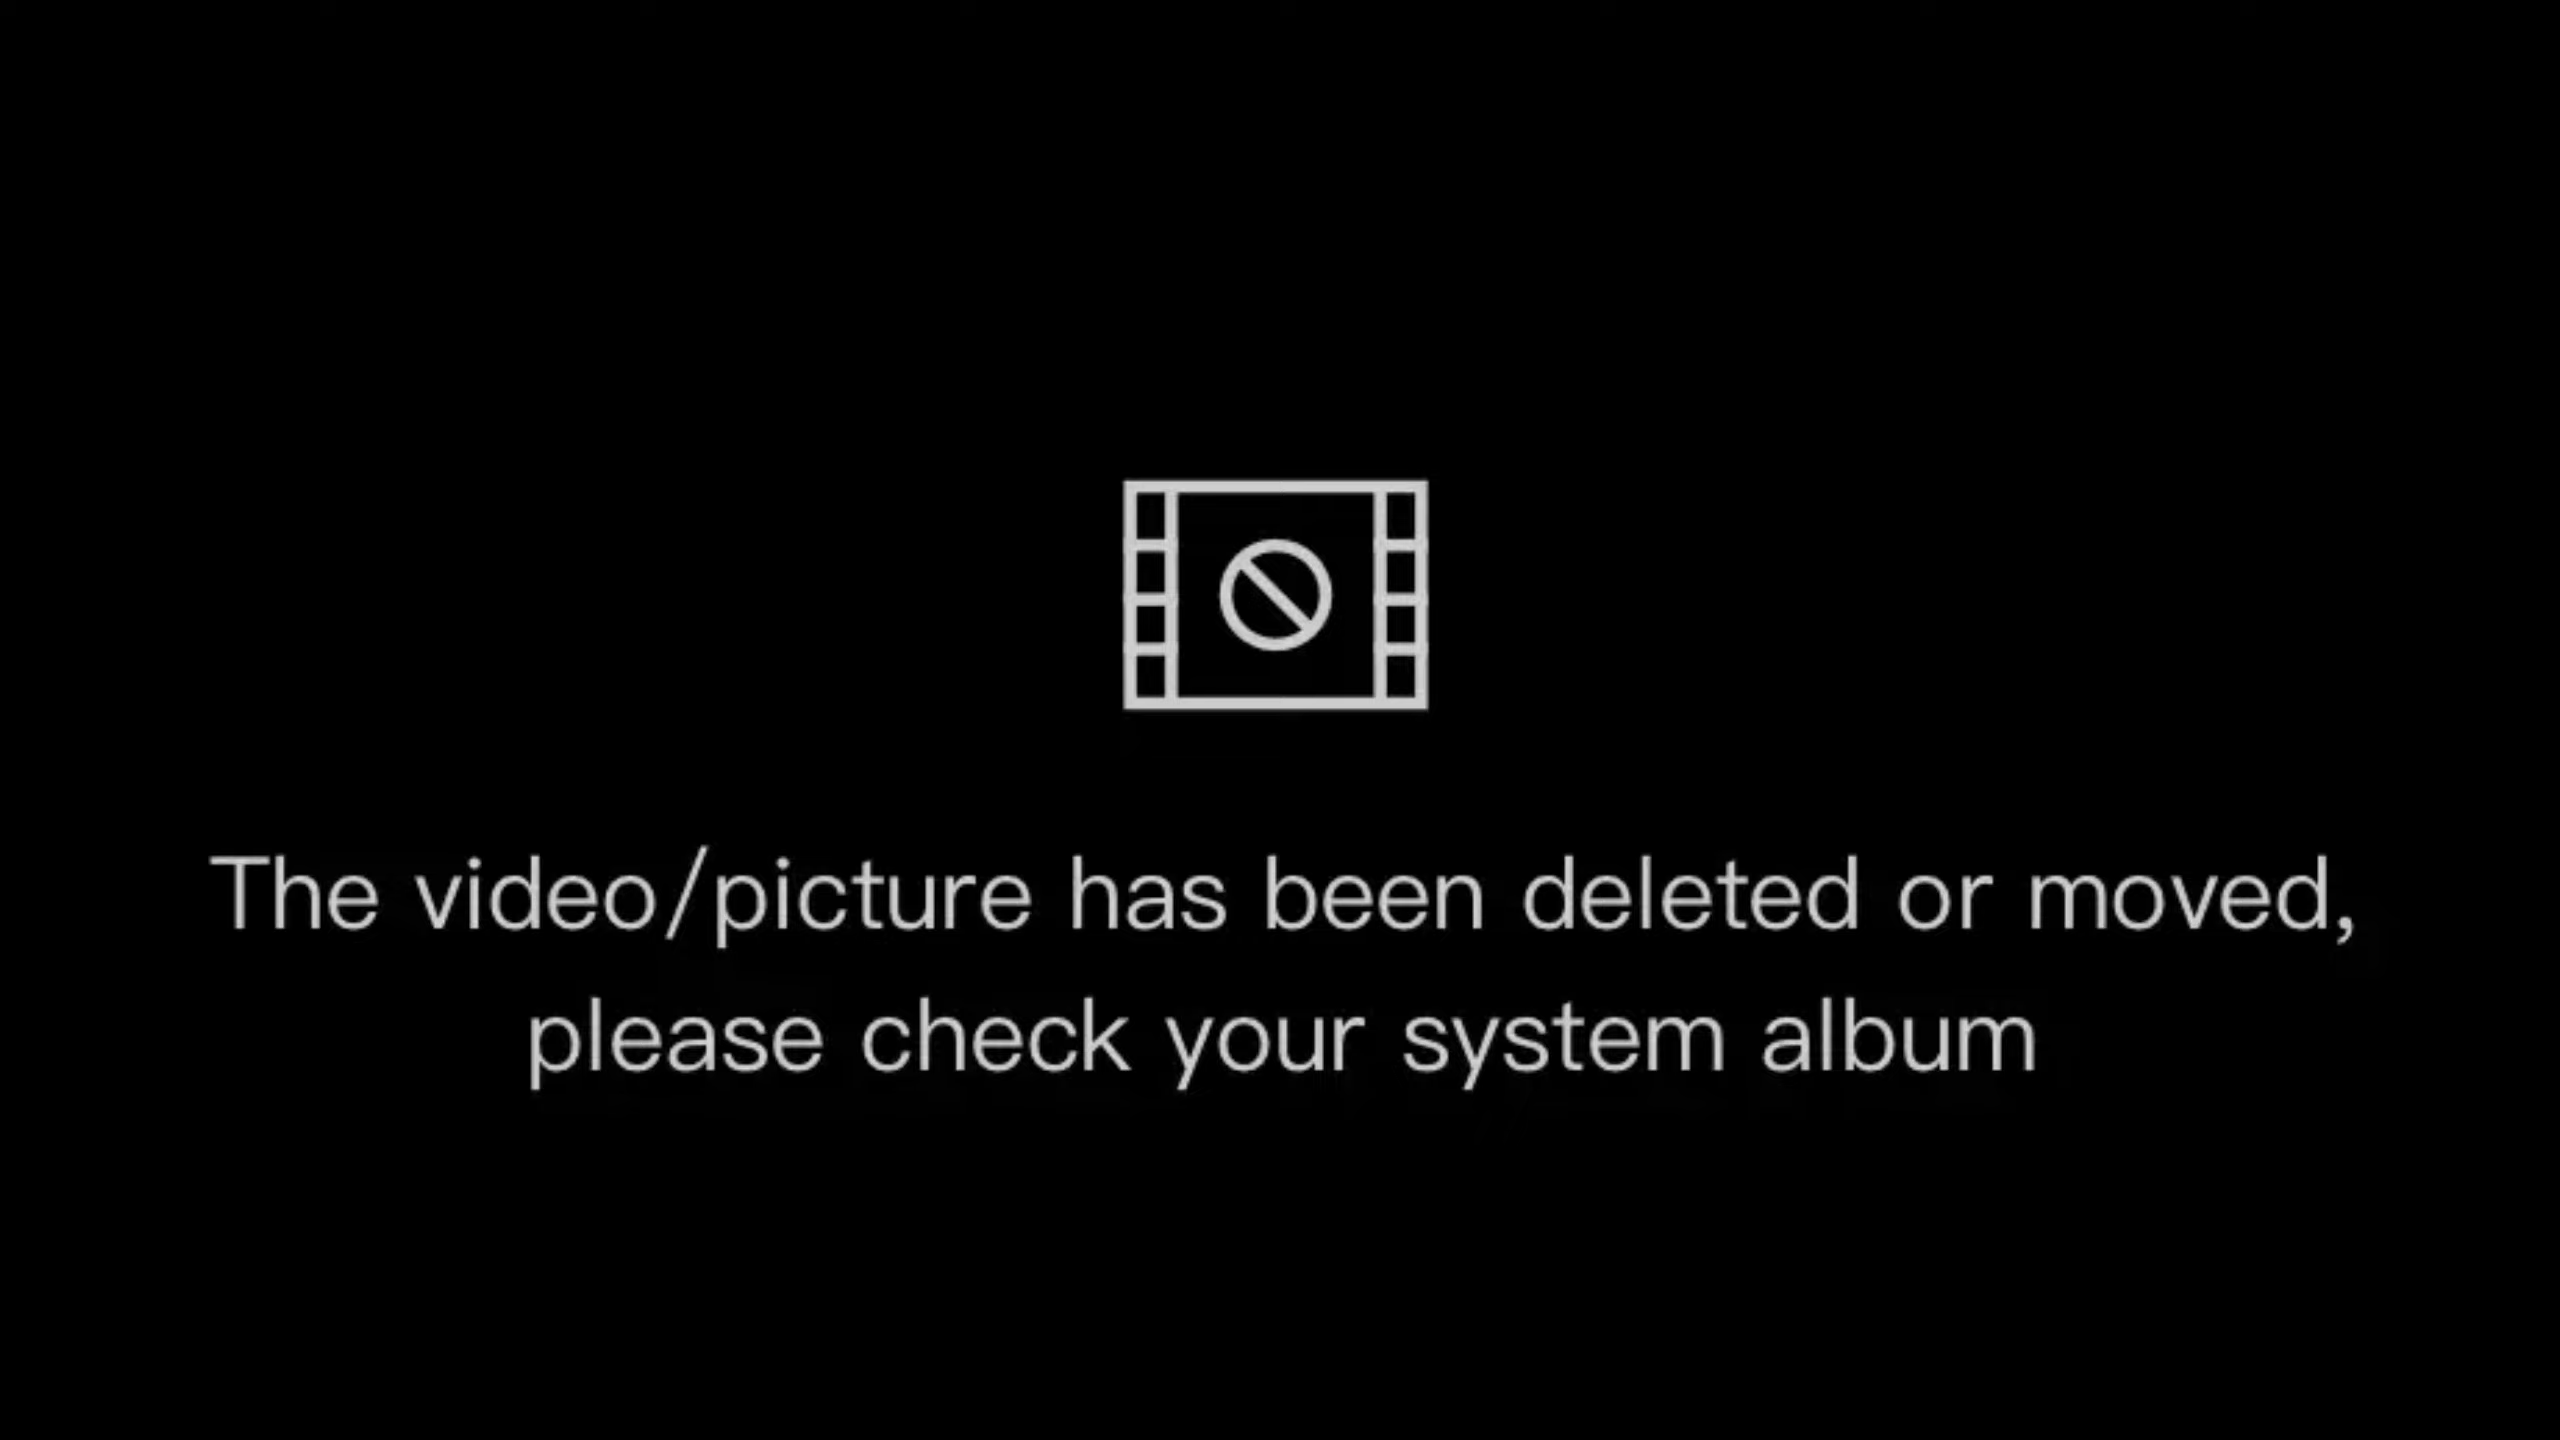 The video/picture has been deleted or moved,
please check your system album